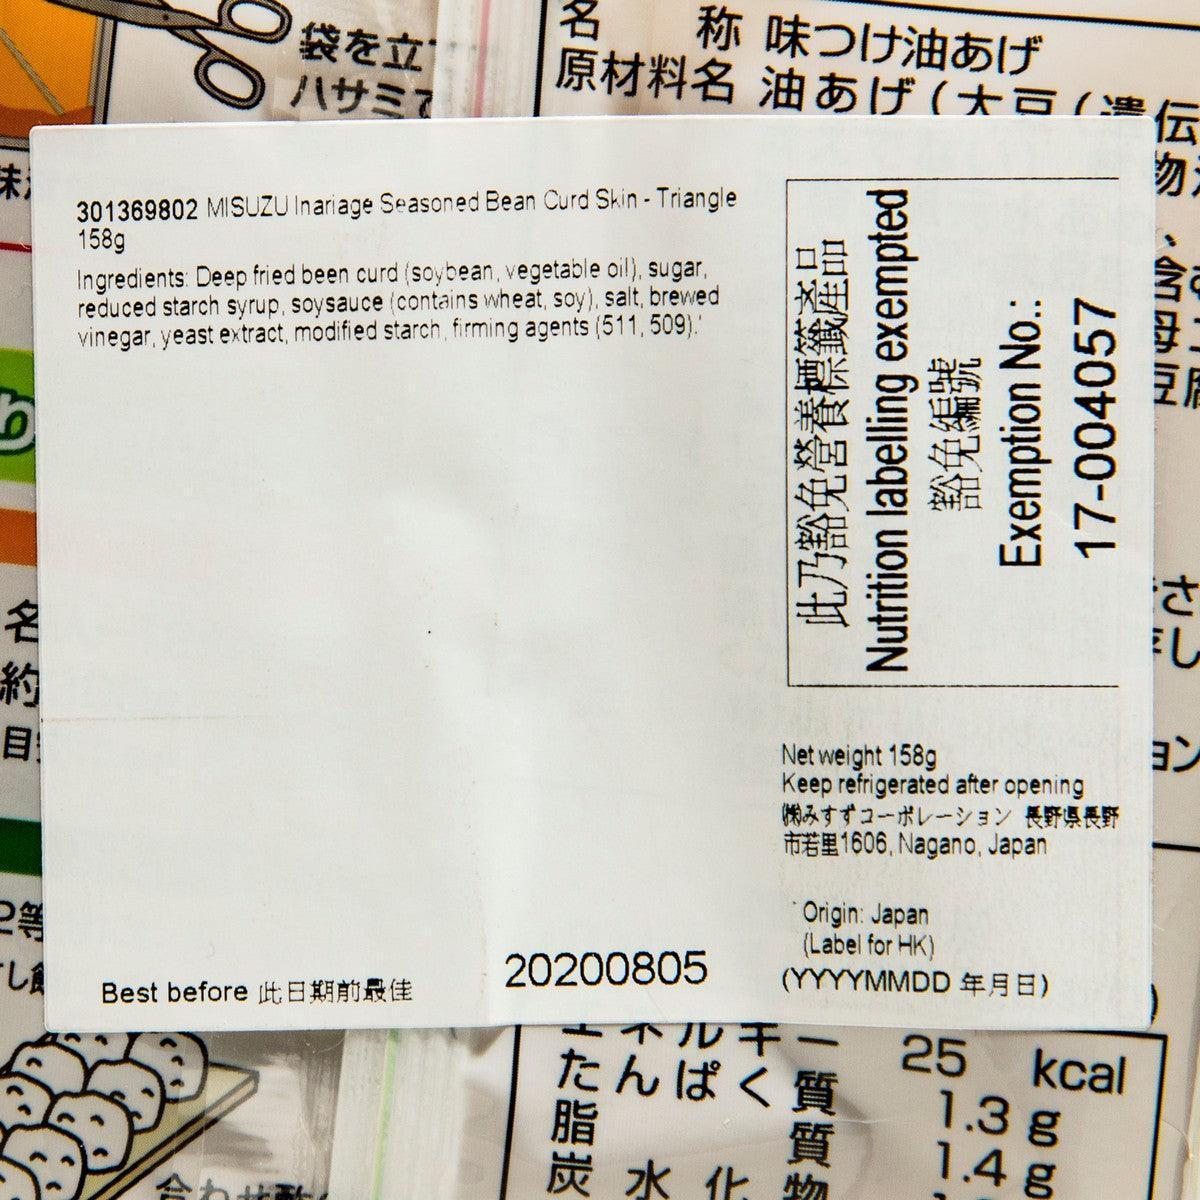 袋を立
ハサミで
名 称 味つけ油あげ
原材料名 油あげ(大豆(遺伝
301369802 MISUZU Inariage Seasoned Bean Curd Skin - Triangle
158g
Ingredients: Deep fried been curd (soybean, vegetable oil), sugar,
reduced starch syrup, soysauce (contains wheat, soy), salt, brewed
vinegar, yeast extract, modified starch, firming agents (511, 509).
此乃豁免營養標籤產品
Nutrition labelling exempted
豁免編號
Exemption No.:
17-004057
Net weight 158g
Keep refrigerated after opening
㈱みすずコーポレーション 長野県長野
市若里1606, Nagano, Japan
Origin: Japan
(Label for HK)
(YYYYMMDD 年月日)
Best before 此日期前最佳
20200805
エネルギー 25 kcal
たんぱく質 1.3 g
脂 質 1.4 g
炭水化物
合わせ酢